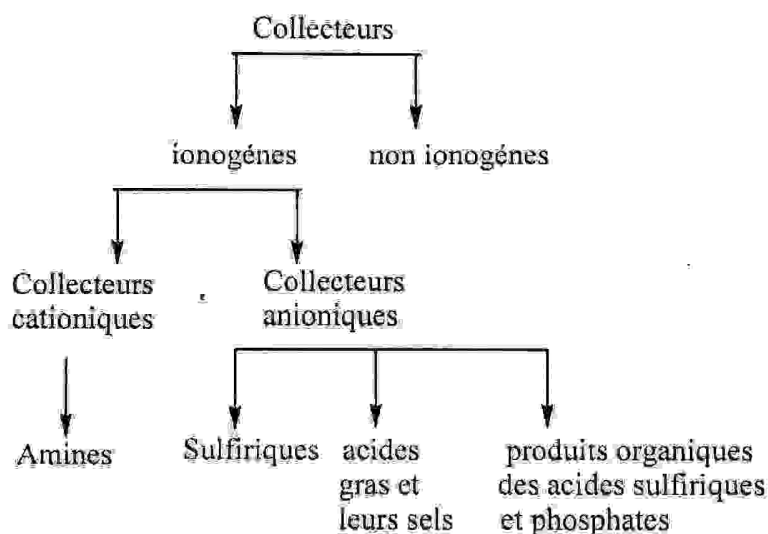 Collecteurs
ionogénes
non ionogénes
Collecteurs
cationiques
Collecteurs
anioniques
Amines
Sulfiriques
acides
gras et
leurs sels
produits organiques
des acides sulfiriques
et phosphates